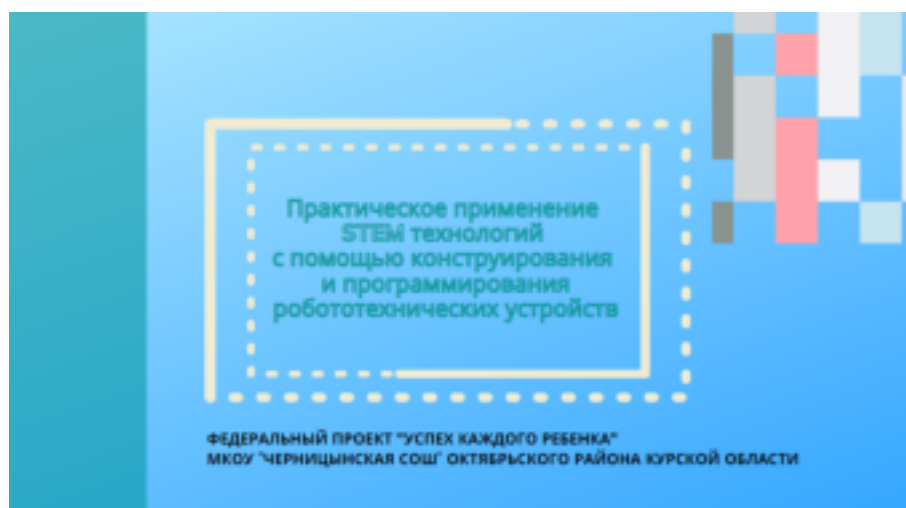 Практическое применение
STEM технологий
с помощью конструирования
и программирования
робототехнических устройств
ФЕДЕРАЛЬНЫЙ ПРОЕКТ "УСПЕХ КАЖДОГО РЕБЕНКА"
МКОУ "ЧЕРНИЦЫНСКАЯ СОШ" ОКТЯБРЬСКОГО РАЙОНА КУРСКОЙ ОБЛАСТИ